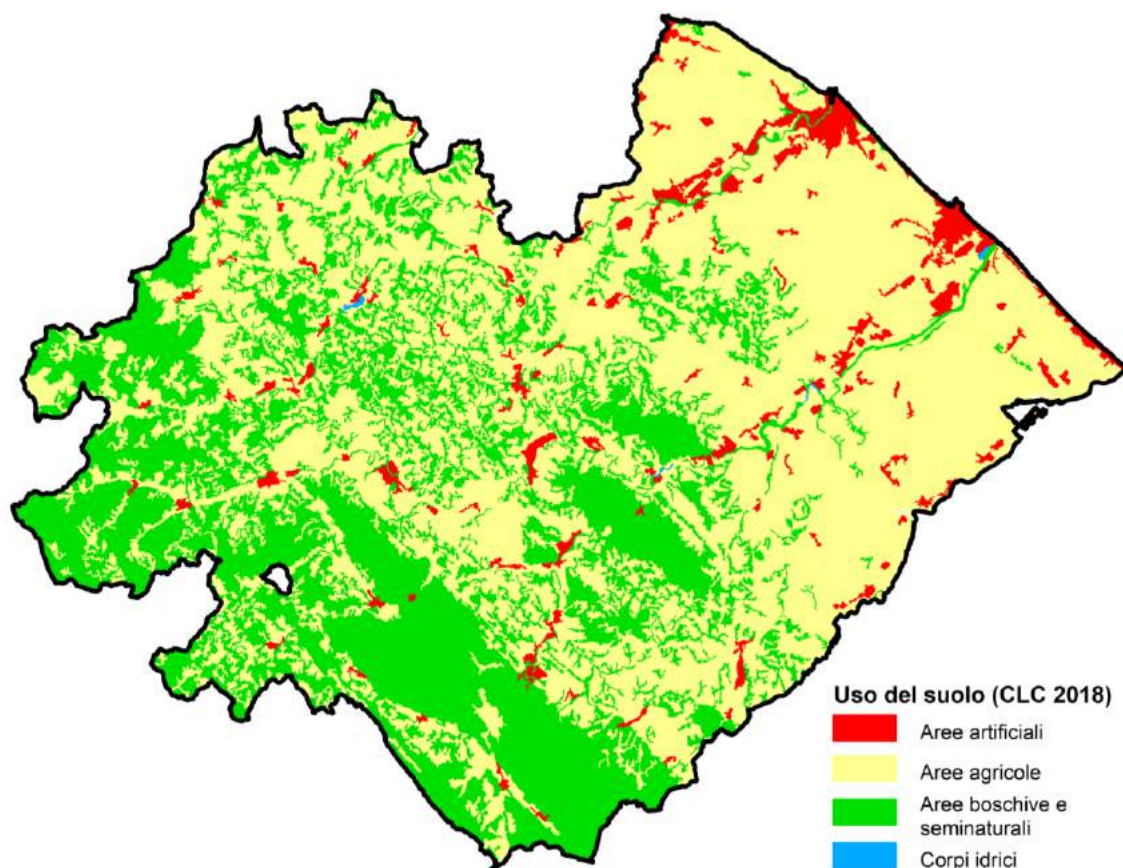 Uso del suolo (CLC 2018)
Aree artificiali
Aree agricole
Aree boschive e
seminaturali
Corpi idrici